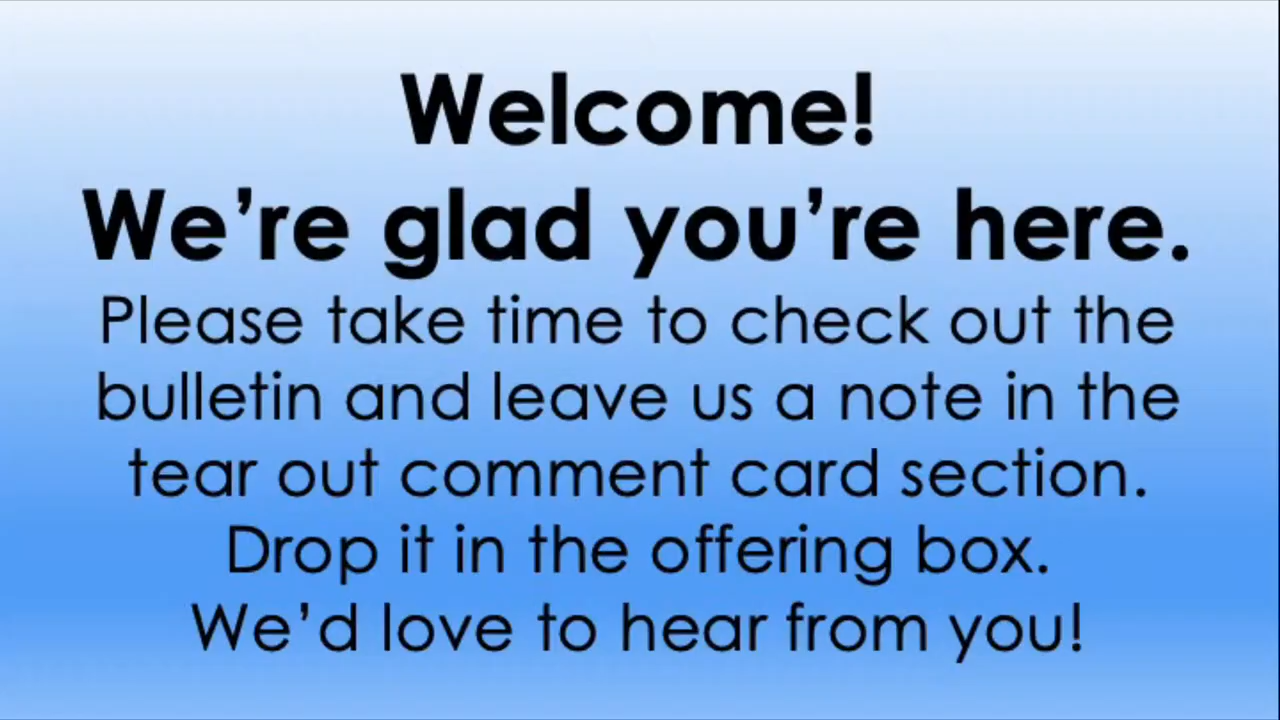 Welcome!
We’re glad you’re here.
Please take time to check out the
bulletin and leave us a note in the
tear out comment card section.
Drop it in the offering box.
We’d love to hear from you!